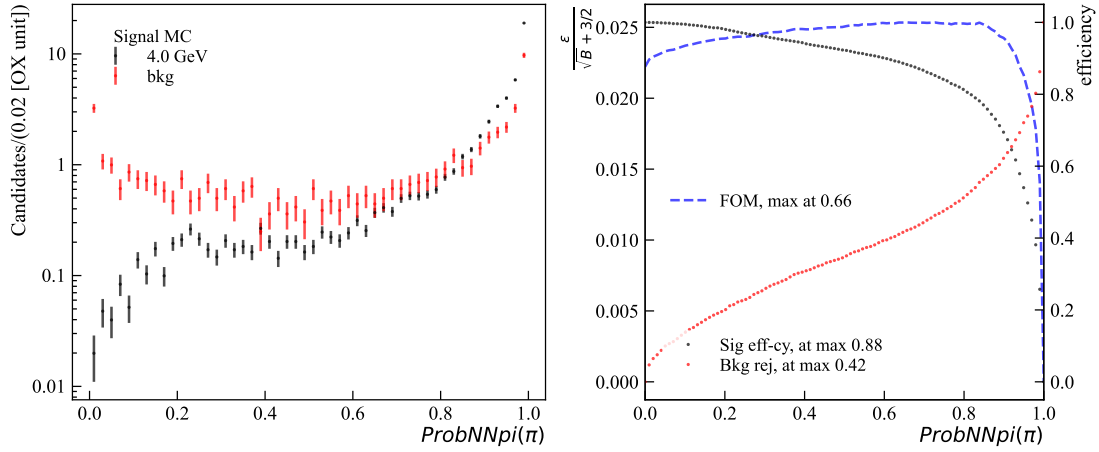 Candidates/(0.02 [OX unit])
10
1
0.1
0.01
Signal MC
4.0 GeV
bkg
0.0
0.2
0.4
0.6
0.8
1.0
ProbNNpi(π)
ε
√B + 3/2
0.025
0.020
0.015
0.010
0.005
0.000
FOM, max at 0.66
Sig eff-cy, at max 0.88
Bkg rej, at max 0.42
0.0
0.2
0.4
0.6
0.8
1.0
ProbNNpi(π)
efficiency
1.0
0.8
0.6
0.4
0.2
0.0